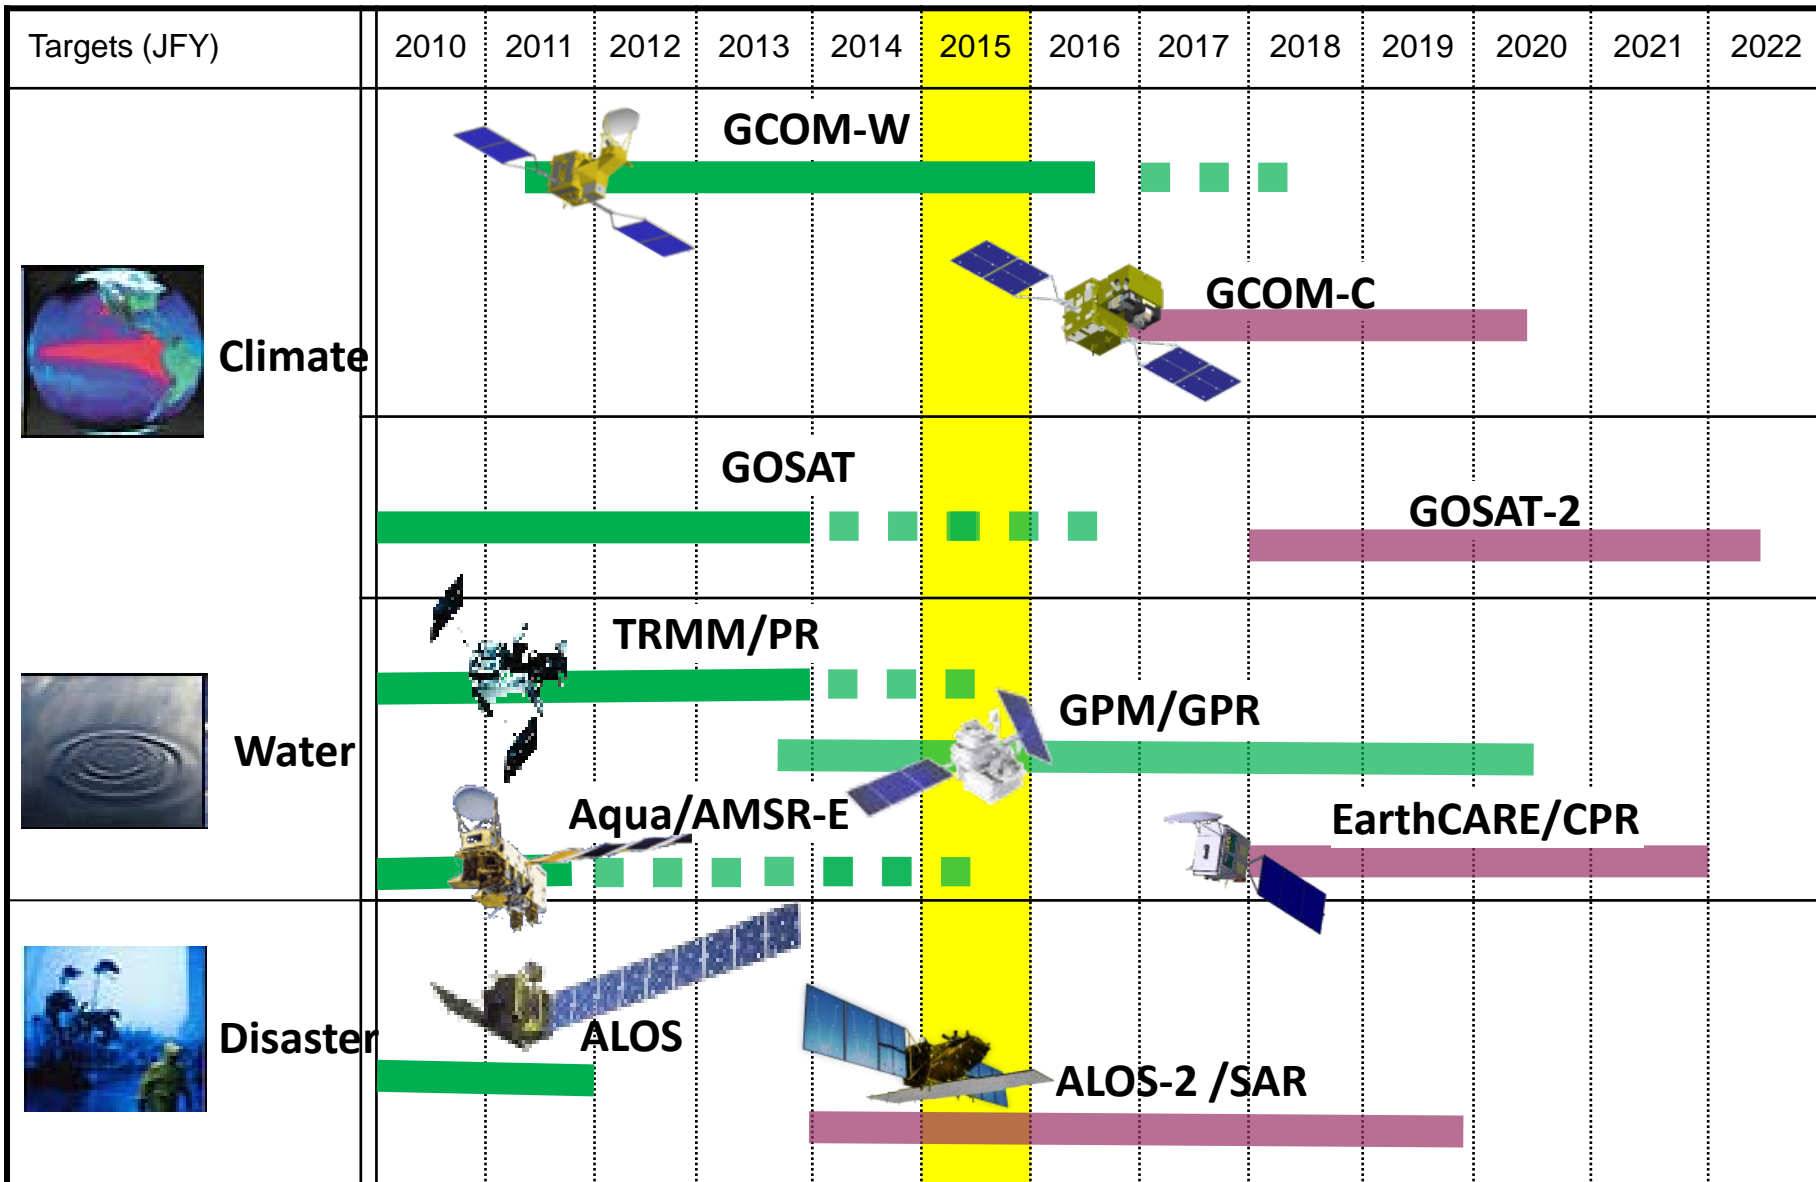 Targets (JFY) 2010 2011 2012 2013 2014 2015 2016 2017 2018 2019 2020 2021 2022
GCOM-W
GCOM-C
Climate
GOSAT
GOSAT-2
TRMM/PR
GPM/GPR
Water
Aqua/AMSR-E
EarthCARE/CPR
Disaster
ALOS
ALOS-2 /SAR